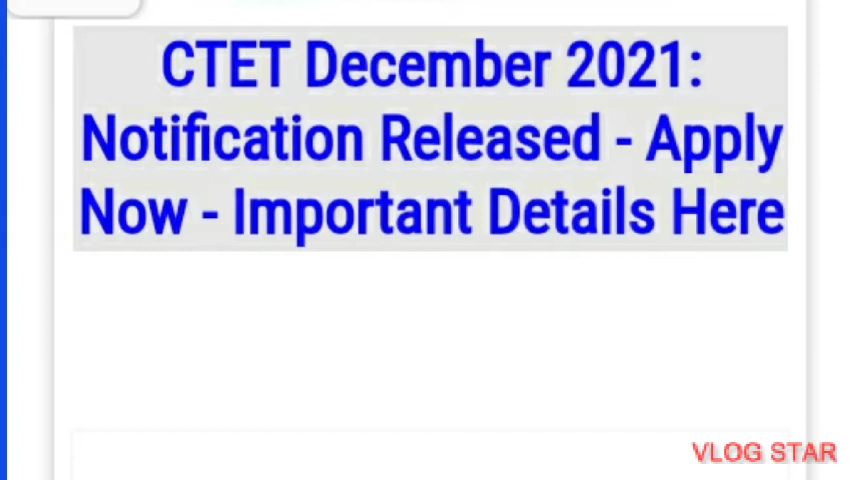 CTET December 2021:
Notification Released - Apply
Now - Important Details Here
VLOG STAR